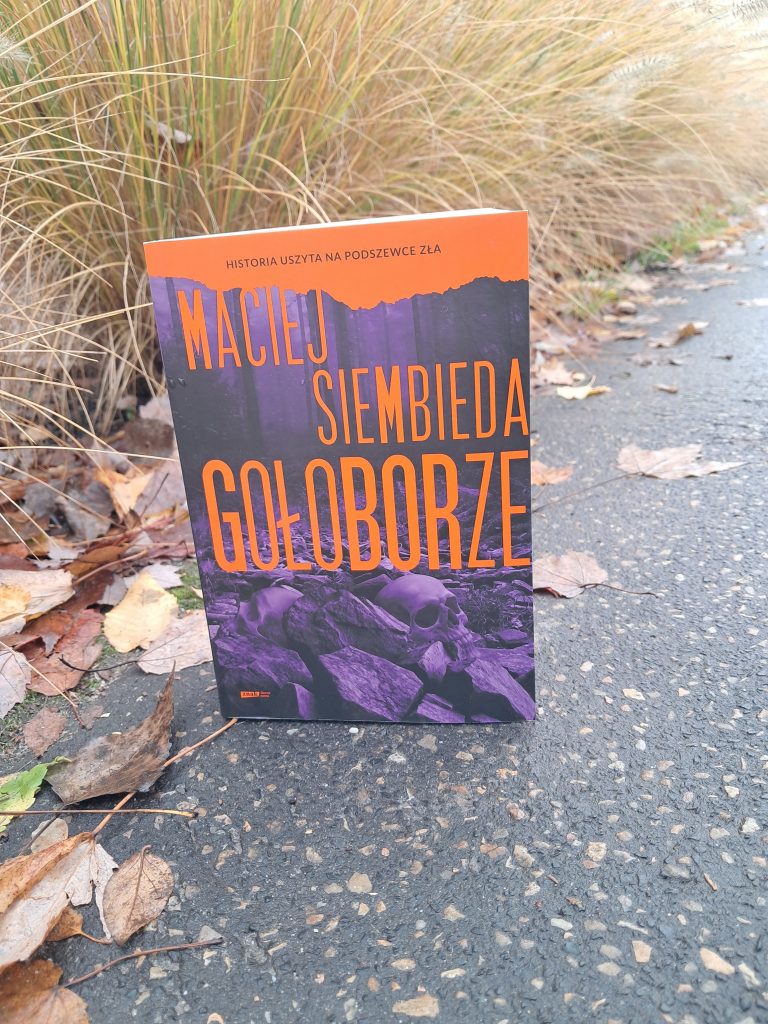 HISTORIA USZYTA NA PODSZEWCE ZŁA
MACIEJ
SIEMBIEDA
GOŁOBORZE